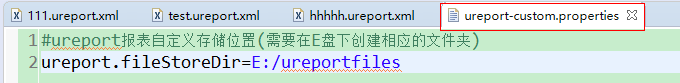 111.ureport.xml test.ureport.xml hhhhh.ureport.xml ureport-custom.properties
1 #ureport报表自定义存储位置(需要在E盘下创建相应的文件夹)
2 ureport.fileStoreDir=E:/ureportfiles